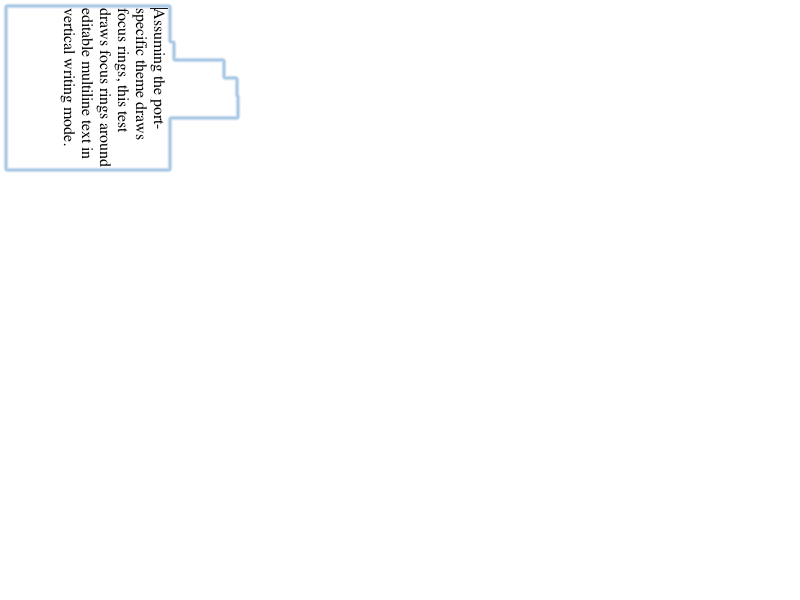 Assuming the port-
specific theme draws
focus rings, this test
draws focus rings around
editable multiline text in
vertical writing mode.